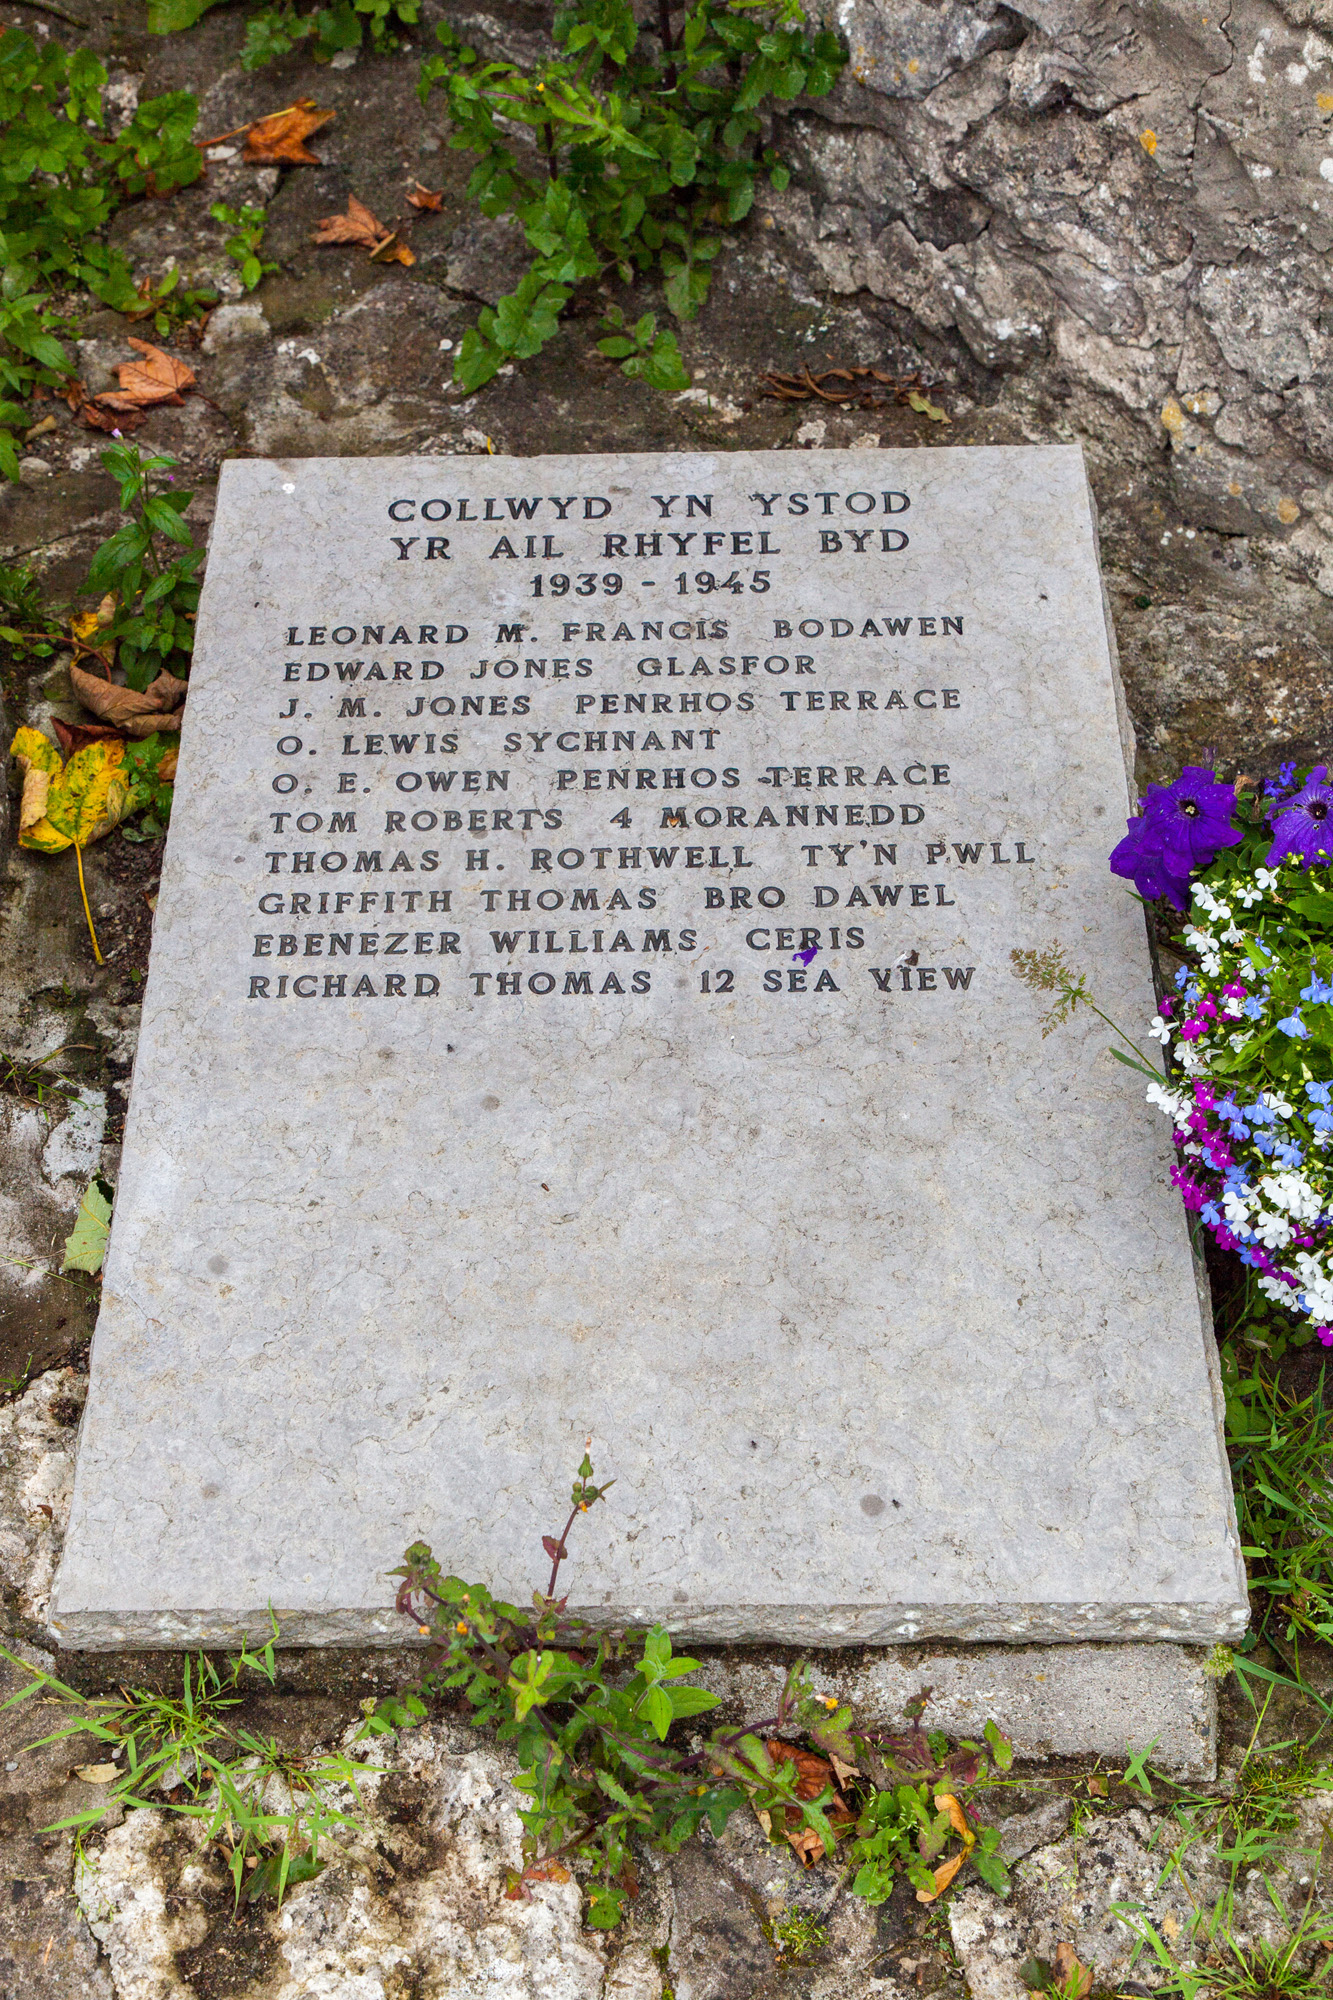 COLLWYD YN YSTOD
YR AIL RHYFEL BYD
1939 - 1945
LEONARD M. FRANCIS BODAWEN
EDWARD JONES GLASFOR
J. M. JONES PENRHOS TERRACE
O. LEWIS SYCHNANT
O. E. OWEN PENRHOS TERRACE
TOM ROBERTS 4 MORANNEDD
THOMAS H. ROTHWELL TY'N PWLL
GRIFFITH THOMAS BRO DAWEL
EBENEZER WILLIAMS CERIS
RICHARD THOMAS 12 SEA VIEW